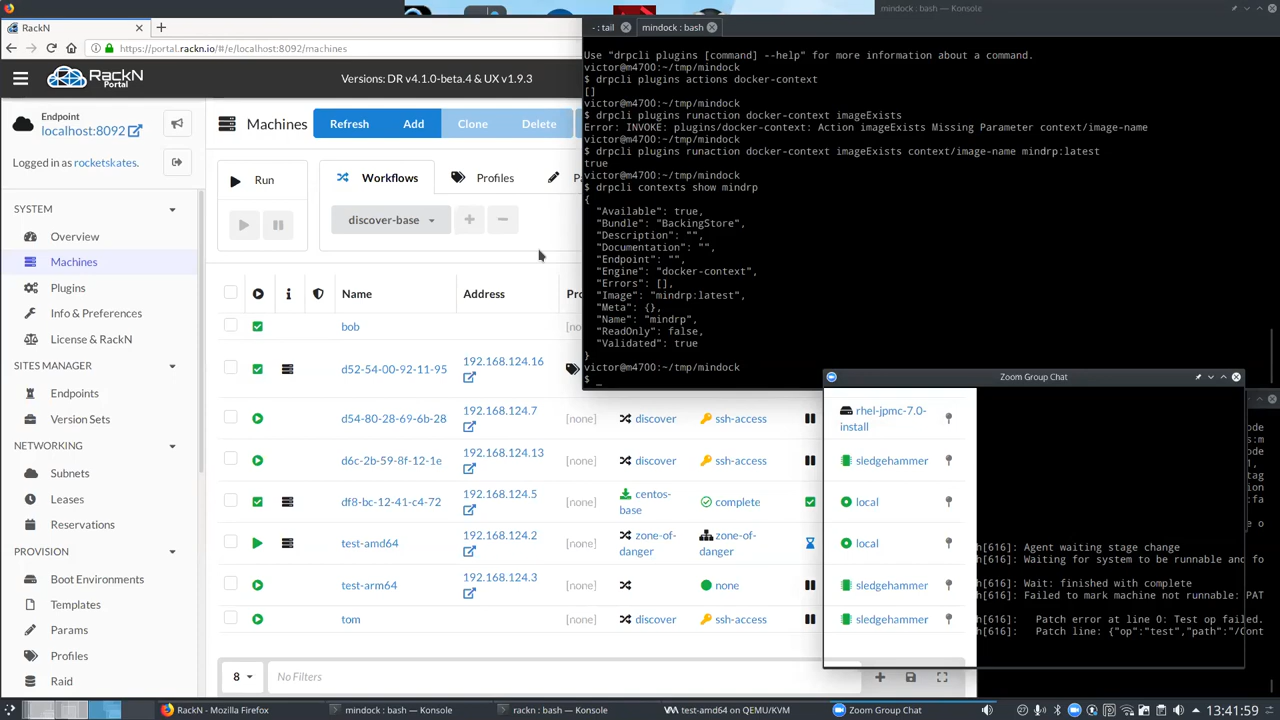 mindock : bash — Konsole
RackN
- : tail
mindock : bash
https://portal.rackn.io/#/e/localhost:8092/machines
RackN
Portal
Versions: DR v4.1.0-beta.4 & UX v1.9.3
Endpoint
localhost:8092
Logged in as rocketskates.
SYSTEM
Overview
Machines
Plugins
Info & Preferences
License & RackN
SITES MANAGER
Endpoints
Version Sets
NETWORKING
Subnets
Leases
Reservations
PROVISION
Boot Environments
Templates
Params
Profiles
Raid
Machines
Refresh
Add
Clone
Delete
Run
Workflows
Profiles
discover-base
Name
Address
bob
d52-54-00-92-11-95
192.168.124.16
d54-80-28-69-6b-28
192.168.124.7
[none]
discover
ssh-access
d6c-2b-59-8f-12-1e
192.168.124.13
[none]
discover
ssh-access
df8-bc-12-41-c4-72
192.168.124.5
[none]
centos-
base
complete
test-amd64
192.168.124.2
[none]
zone-of-
danger
zone-of-
danger
test-arm64
192.168.124.3
[none]
none
tom
[none]
discover
ssh-access
8
No Filters
Use "drpcli plugins [command] --help" for more information about a command.
victor@m4700:~/tmp/mindock
$ drpcli plugins actions docker-context
[]
victor@m4700:~/tmp/mindock
$ drpcli plugins runaction docker-context imageExists
Error: INVOKE: plugins/docker-context: Action imageExists Missing Parameter context/image-name
victor@m4700:~/tmp/mindock
$ drpcli plugins runaction docker-context imageExists context/image-name mindrp:latest
true
victor@m4700:~/tmp/mindock
$ drpcli contexts show mindrp
{
"Available": true,
"Bundle": "BackingStore",
"Description": "",
"Documentation": "",
"Endpoint": "",
"Engine": "docker-context",
"Errors": [],
"Image": "mindrp:latest",
"Meta": {},
"Name": "mindrp",
"ReadOnly": false,
"Validated": true
}
victor@m4700:~/tmp/mindock
$ _
Zoom Group Chat
rhel-jpmc-7.0-
install
sledgehammer
local
local
sledgehammer
sledgehammer
h[616]: Agent waiting stage change
h[616]: Waiting for system to be runnable and fo
h[616]: Wait: finished with complete
h[616]: Failed to mark machine not runnable: PAT
h[616]: Patch error at line 0: Test op failed.
h[616]: Patch line: {"op":"test","path":"/Cont
RackN - Mozilla Firefox
mindock : bash — Konsole
rackn : bash — Konsole
test-amd64 on QEMU/KVM
Zoom Group Chat
13:41:59